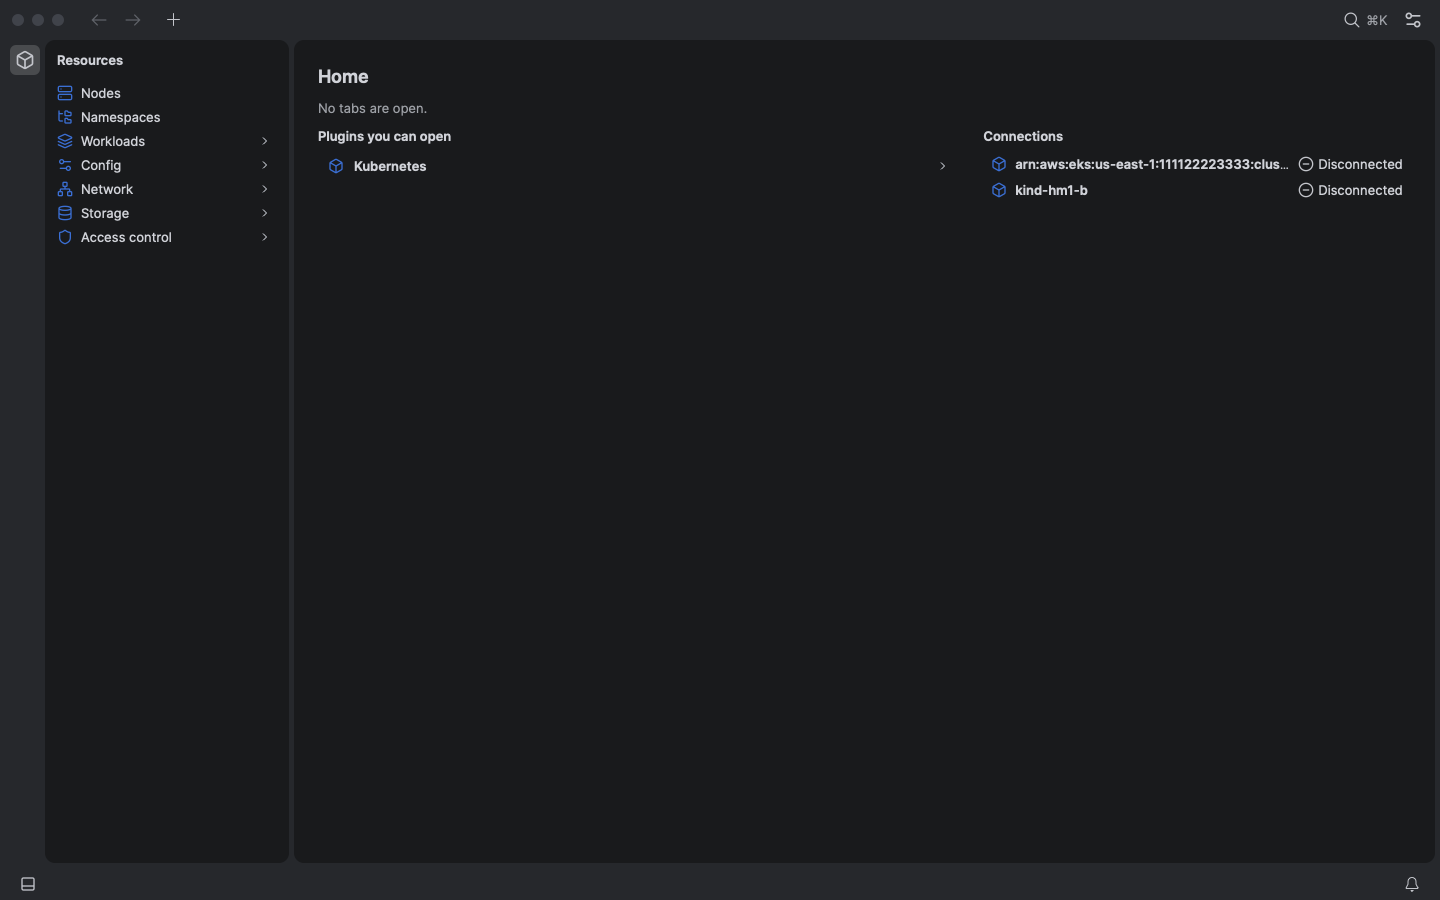 ⌘K
Resources
Nodes
Namespaces
Workloads
Config
Network
Storage
Access control
Home
No tabs are open.
Plugins you can open
Kubernetes
Connections
arn:aws:eks:us-east-1:111122223333:clus... Disconnected
kind-hm1-b Disconnected